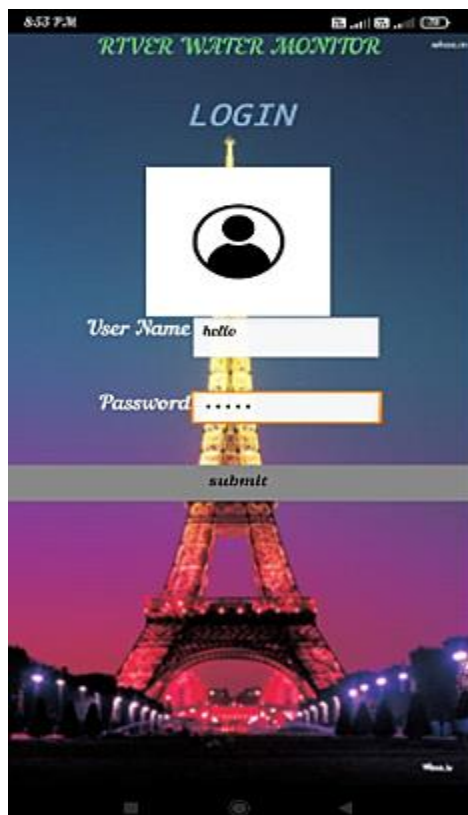 8:53 PM
RIVER WATER MONITOR
LOGIN
User Name hello
Password •••••
submit